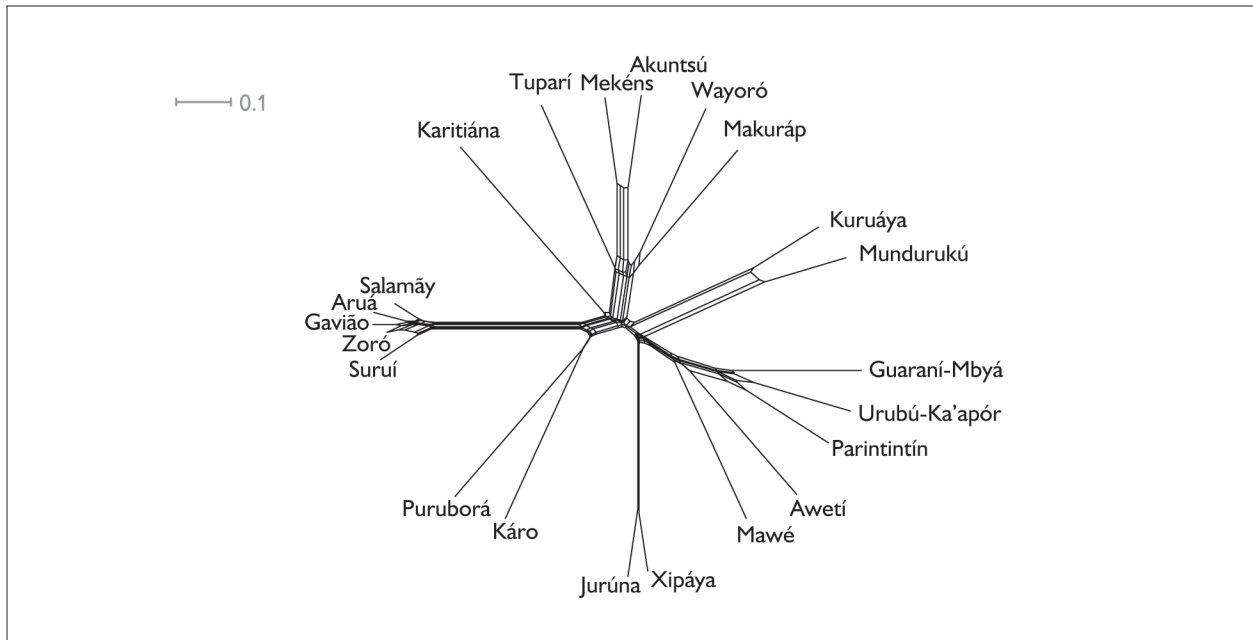 Akuntsú
Tuparí Mekéns
Wayoró
0.1
Karitiána
Makuráp
Kuruáya
Mundurukú
Salamãy
Aruá
Gavião
Zoró
Suruí
Guaraní-Mbyá
Urubú-Ka'apór
Parintintín
Puruborá
Awetí
Káro
Mawé
Jurúna
Xipáya